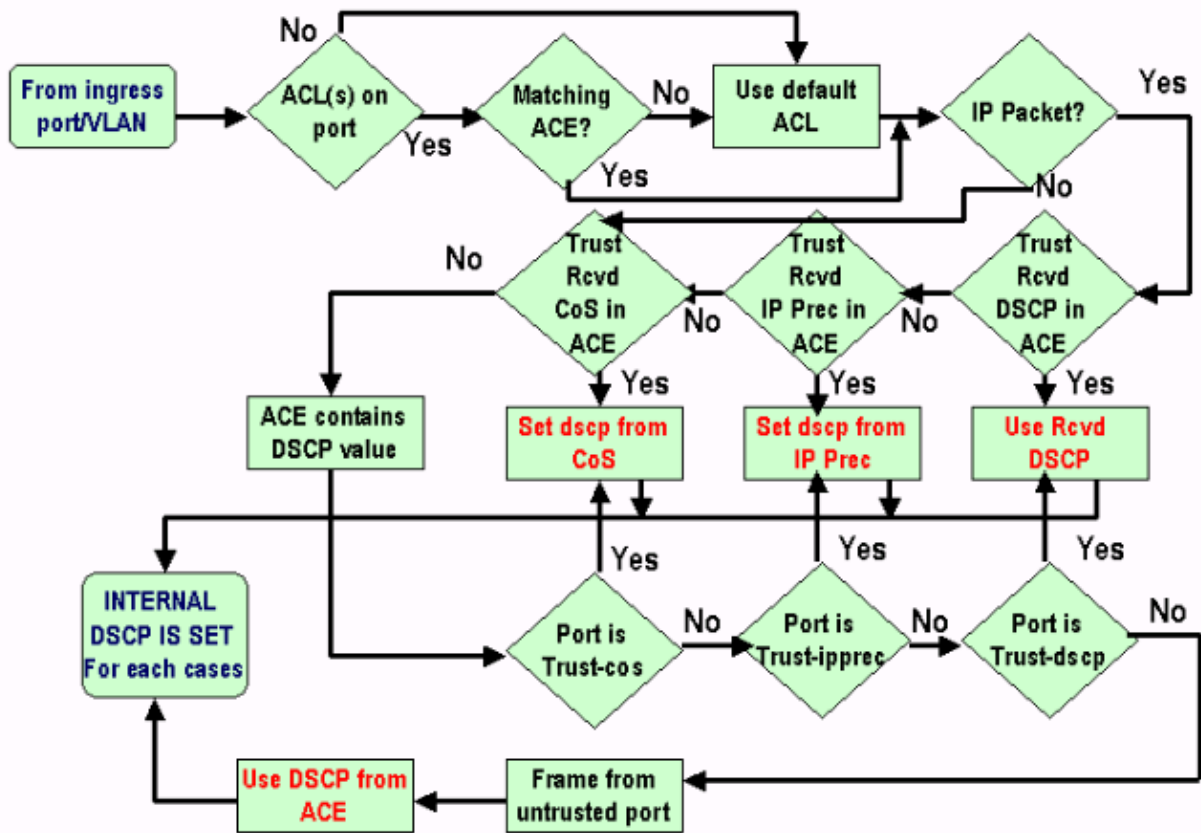 No
From ingress
port/VLAN
ACL(s) on
port
Yes
Matching
ACE?
No
Yes
Use default
ACL
IP Packet?
Yes
No
Trust
Rcvd
CoS in
ACE
No
Yes
Trust
Rcvd
IP Prec in
ACE
No
Yes
Trust
Rcvd
DSCP in
ACE
No
Yes
ACE contains
DSCP value
Set dscp from
CoS
Set dscp from
IP Prec
Use Rcvd
DSCP
INTERNAL
DSCP IS SET
For each cases
Yes
Port is
Trust-cos
No
Yes
Port is
Trust-ipprec
No
Yes
Port is
Trust-dscp
No
Use DSCP from
ACE
Frame from
untrusted port